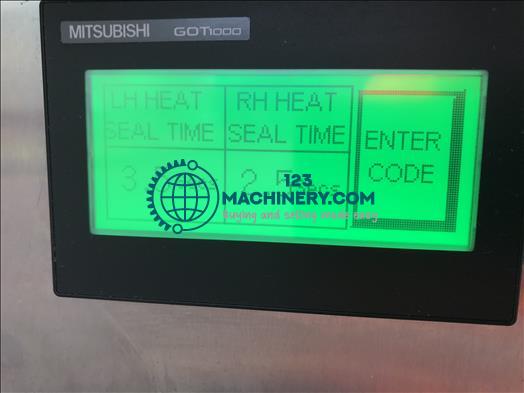 MITSUBISHI GOT1000
LH HEAT
SEAL TIME
RH HEAT
SEAL TIME
ENTER
CODE
3
2
123
MACHINERY.COM
Buying and selling made easy